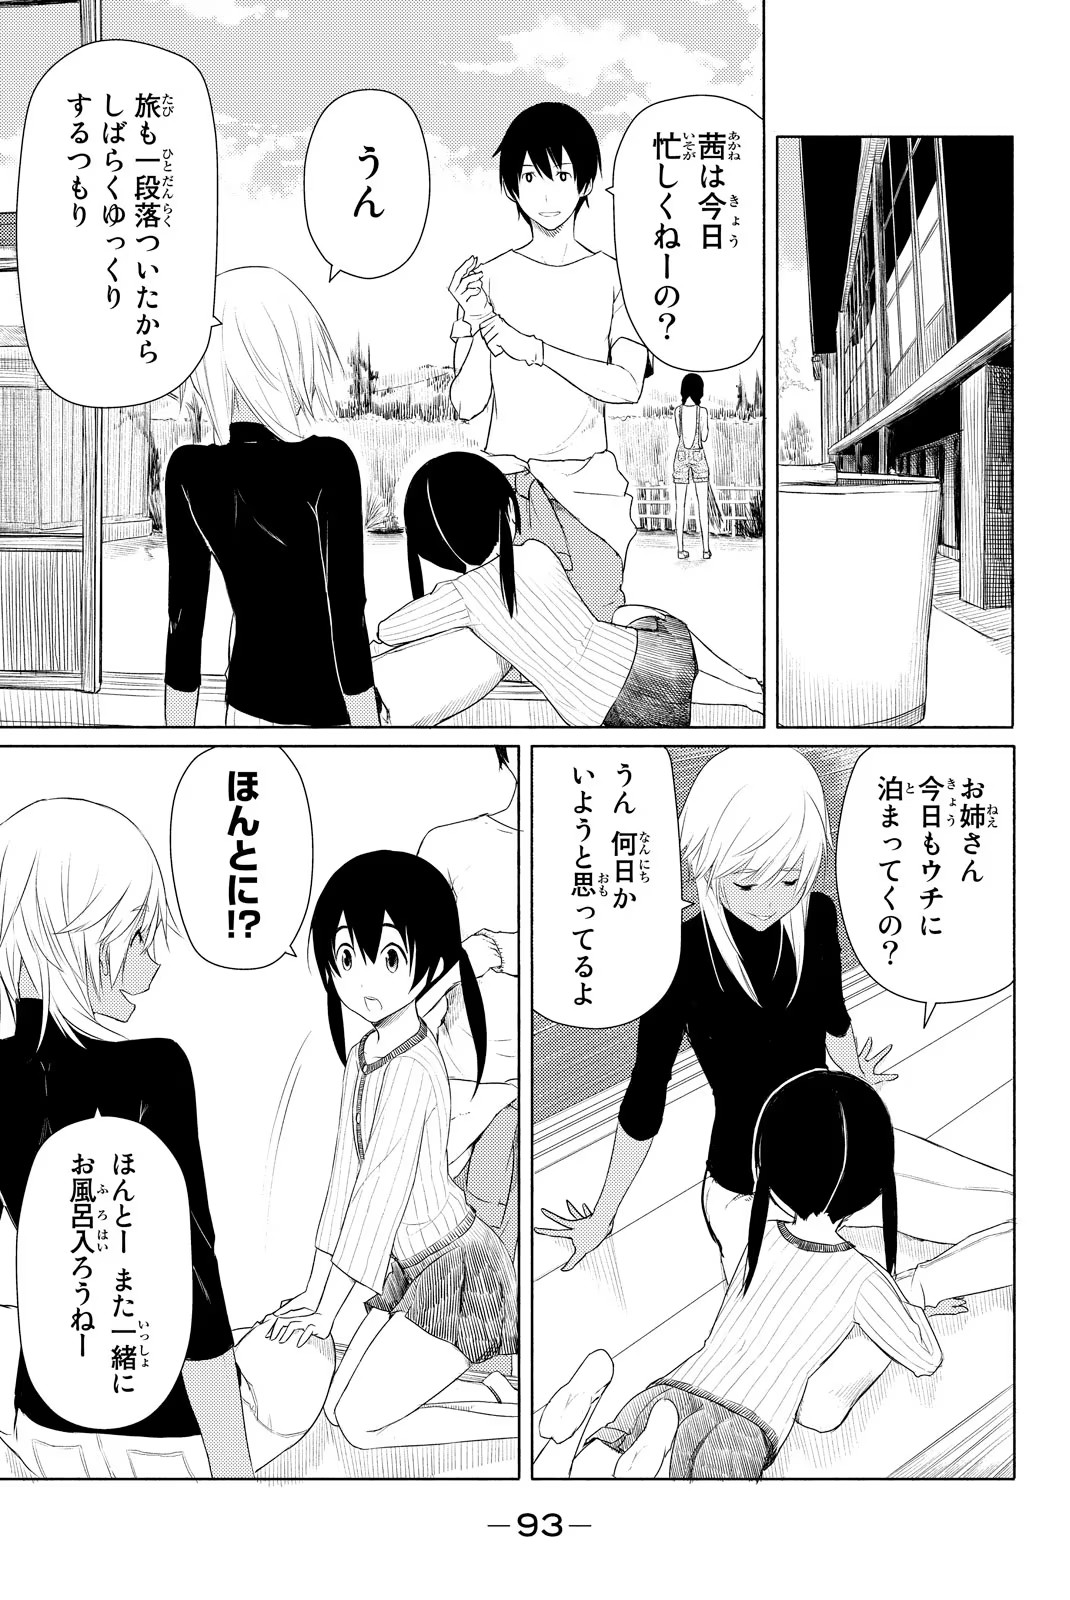 茜は今日
忙しくねーの?
うん
旅も一段落ついたから
しばらくゆっくり
するつもり
お姉さん
今日もウチに
泊まってくの?
うん 何日か
いようと思ってるよ
ほんとに!?
ほんとー また一緒に
お風呂入ろうねー
—93—